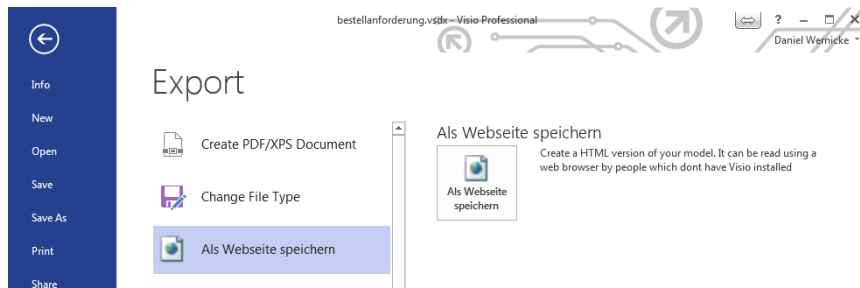 bestellanforderung.vsdx - Visio Professional
?
Daniel Wernicke
Info
New
Open
Save
Save As
Print
Share
Export
Create PDF/XPS Document
Change File Type
Als Webseite speichern
Als Webseite speichern
Als Webseite
speichern
Create a HTML version of your model. It can be read using a
web browser by people which dont have Visio installed